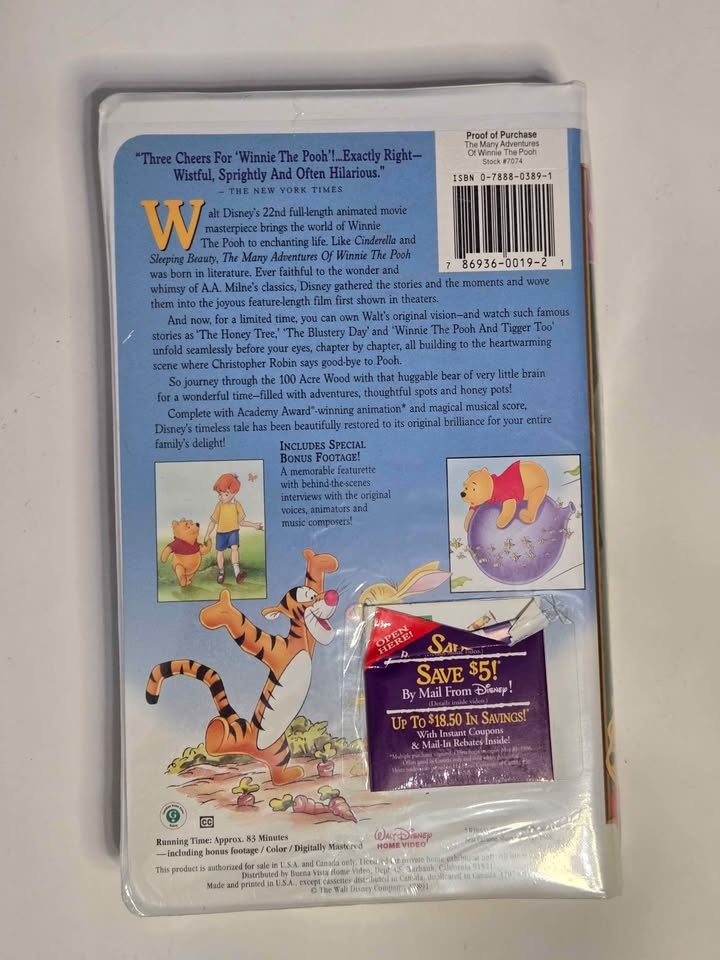 "Three Cheers For 'Winnie The Pooh'!...Exactly Right—
Wistful, Sprightly And Often Hilarious."
– THE NEW YORK TIMES
Proof of Purchase
The Many Adventures
Of Winnie The Pooh
Stock #7074
ISBN 0-7888-0389-1
7 86936-0019-2 1
Walt Disney's 22nd full-length animated movie
masterpiece brings the world of Winnie
The Pooh to enchanting life. Like Cinderella and
Sleeping Beauty, The Many Adventures Of Winnie The Pooh
was born in literature. Ever faithful to the wonder and
whimsy of A.A. Milne's classics, Disney gathered the stories and the moments and wove
them into the joyous feature-length film first shown in theaters.
And now, for a limited time, you can own Walt's original vision—and watch such famous
stories as 'The Honey Tree,' 'The Blustery Day' and 'Winnie The Pooh And Tigger Too'
unfold seamlessly before your eyes, chapter by chapter, all building to the heartwarming
scene where Christopher Robin says good-bye to Pooh.
So journey through the 100 Acre Wood with that huggable bear of very little brain
for a wonderful time—filled with adventures, thoughtful spots and honey pots!
Complete with Academy Award®-winning animation* and magical musical score,
Disney's timeless tale has been beautifully restored to its original brilliance for your entire
family's delight!
INCLUDES SPECIAL
BONUS FOOTAGE!
A memorable featurette
with behind-the-scenes
interviews with the original
voices, animators and
music composers!
OPEN
HERE!
SAVE $5!*
By Mail From Disney!
(Details inside video)
UP TO $18.50 IN SAVINGS!*
With Instant Coupons
& Mail-In Rebates Inside!
G
CC
Running Time: Approx. 83 Minutes
—including bonus footage / Color / Digitally Mastered
WALT DISNEY
HOME VIDEO
This product is authorized for sale in U.S.A. and Canada only. Licensed for private home
Distributed by Buena Vista Home Video, Dept. CS, Burbank, California
Made and printed in U.S.A., except cassettes distributed in Canada, duplicated in Canada.
© The Walt Disney Company